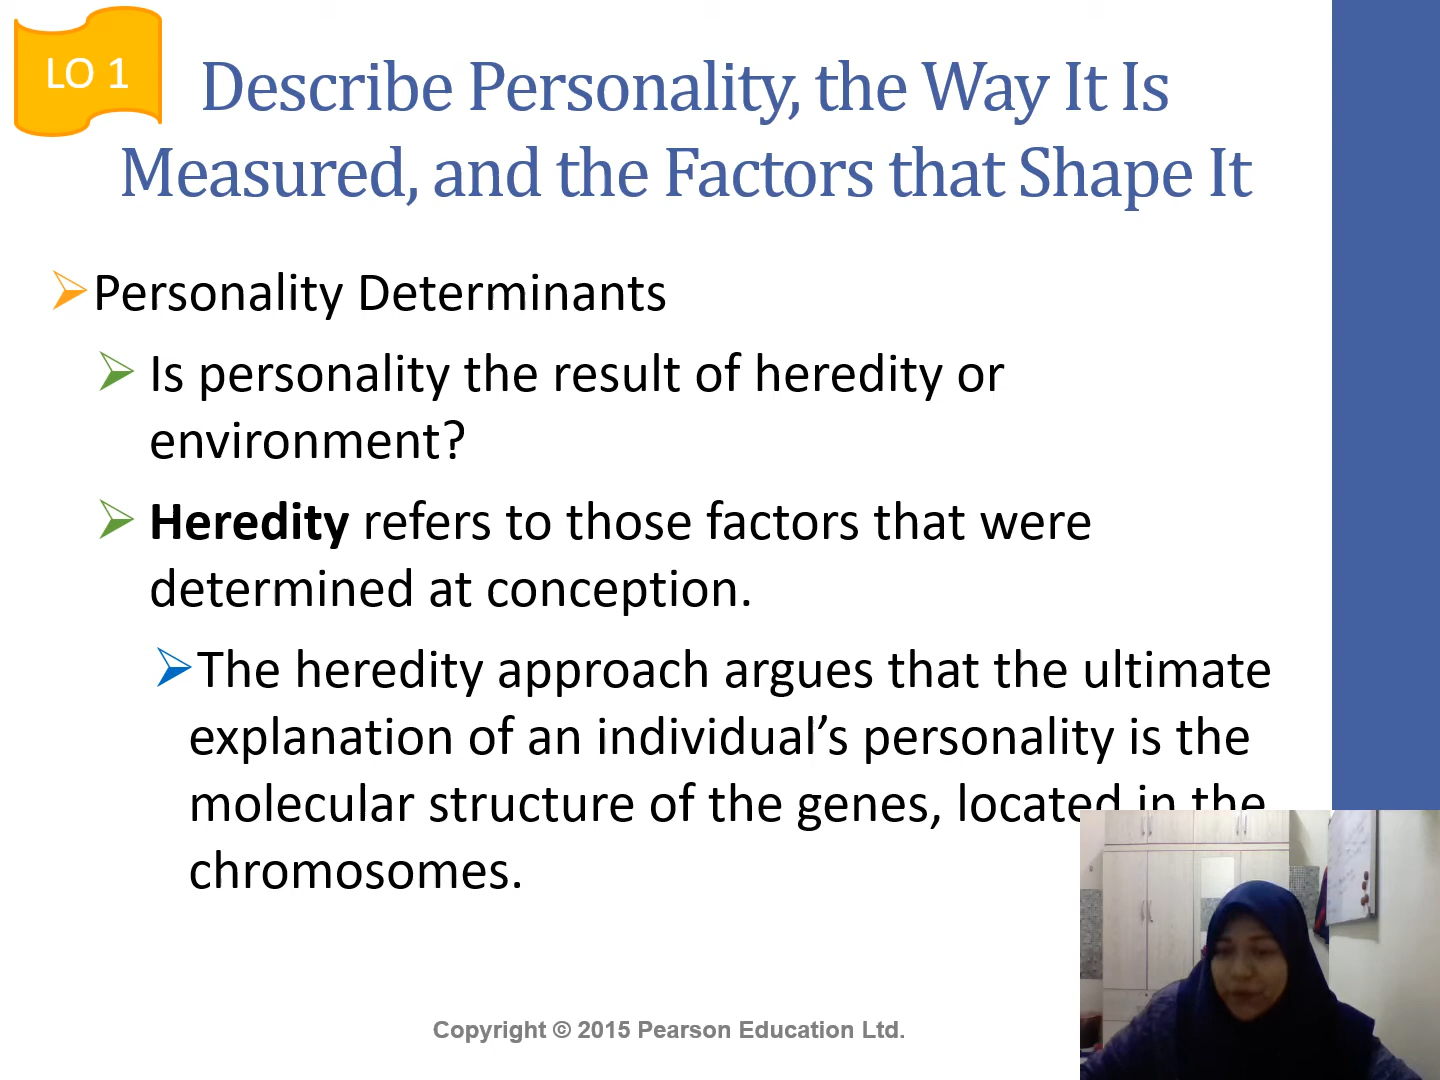 LO 1
Describe Personality, the Way It Is
Measured, and the Factors that Shape It
Personality Determinants
Is personality the result of heredity or
environment?
Heredity refers to those factors that were
determined at conception.
The heredity approach argues that the ultimate
explanation of an individual’s personality is the
molecular structure of the genes, located in the
chromosomes.
Copyright © 2015 Pearson Education Ltd.